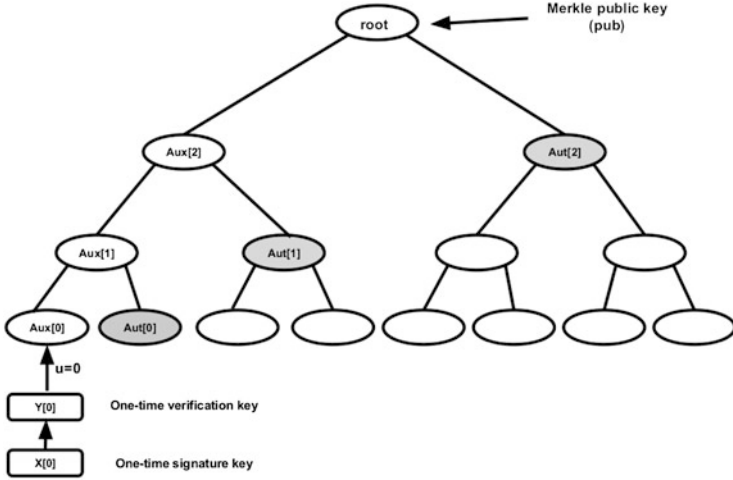 root
Merkle public key
(pub)
Aux[2]
Aut[2]
Aux[1]
Aut[1]
Aux[0]
Aut[0]
u=0
Y[0]
One-time verification key
X[0]
One-time signature key